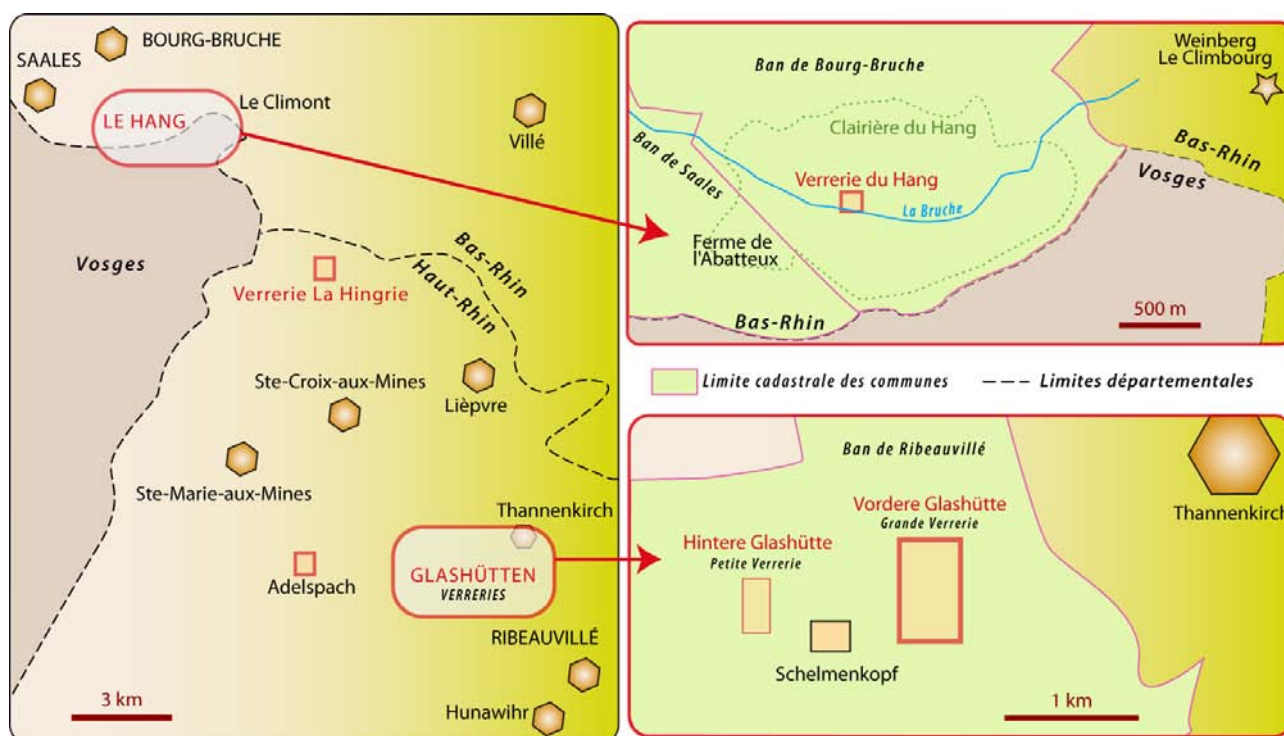 BOURG-BRUCHE
SAALES
Le Climont
LE HANG
Villé
Vosges
Bas-Rhin
Haut-Rhin
Verrerie La Hingrie
Ste-Croix-aux-Mines
Lièpvre
Ste-Marie-aux-Mines
Thannenkirch
Adelspach
GLASHÜTTEN
VERRERIES
RIBEAUVILLÉ
Hunawihr
3 km
Weinberg
Le Climbourg
Ban de Bourg-Bruche
Clairière du Hang
Ban de Saales
Bas-Rhin
Vosges
Verrerie du Hang
La Bruche
Ferme de
l'Abatteux
Bas-Rhin
500 m
Limite cadastrale des communes
Limites départementales
Ban de Ribeauvillé
Vordere Glashütte
Grande Verrerie
Thannenkirch
Hintere Glashütte
Petite Verrerie
Schelmenkopf
1 km